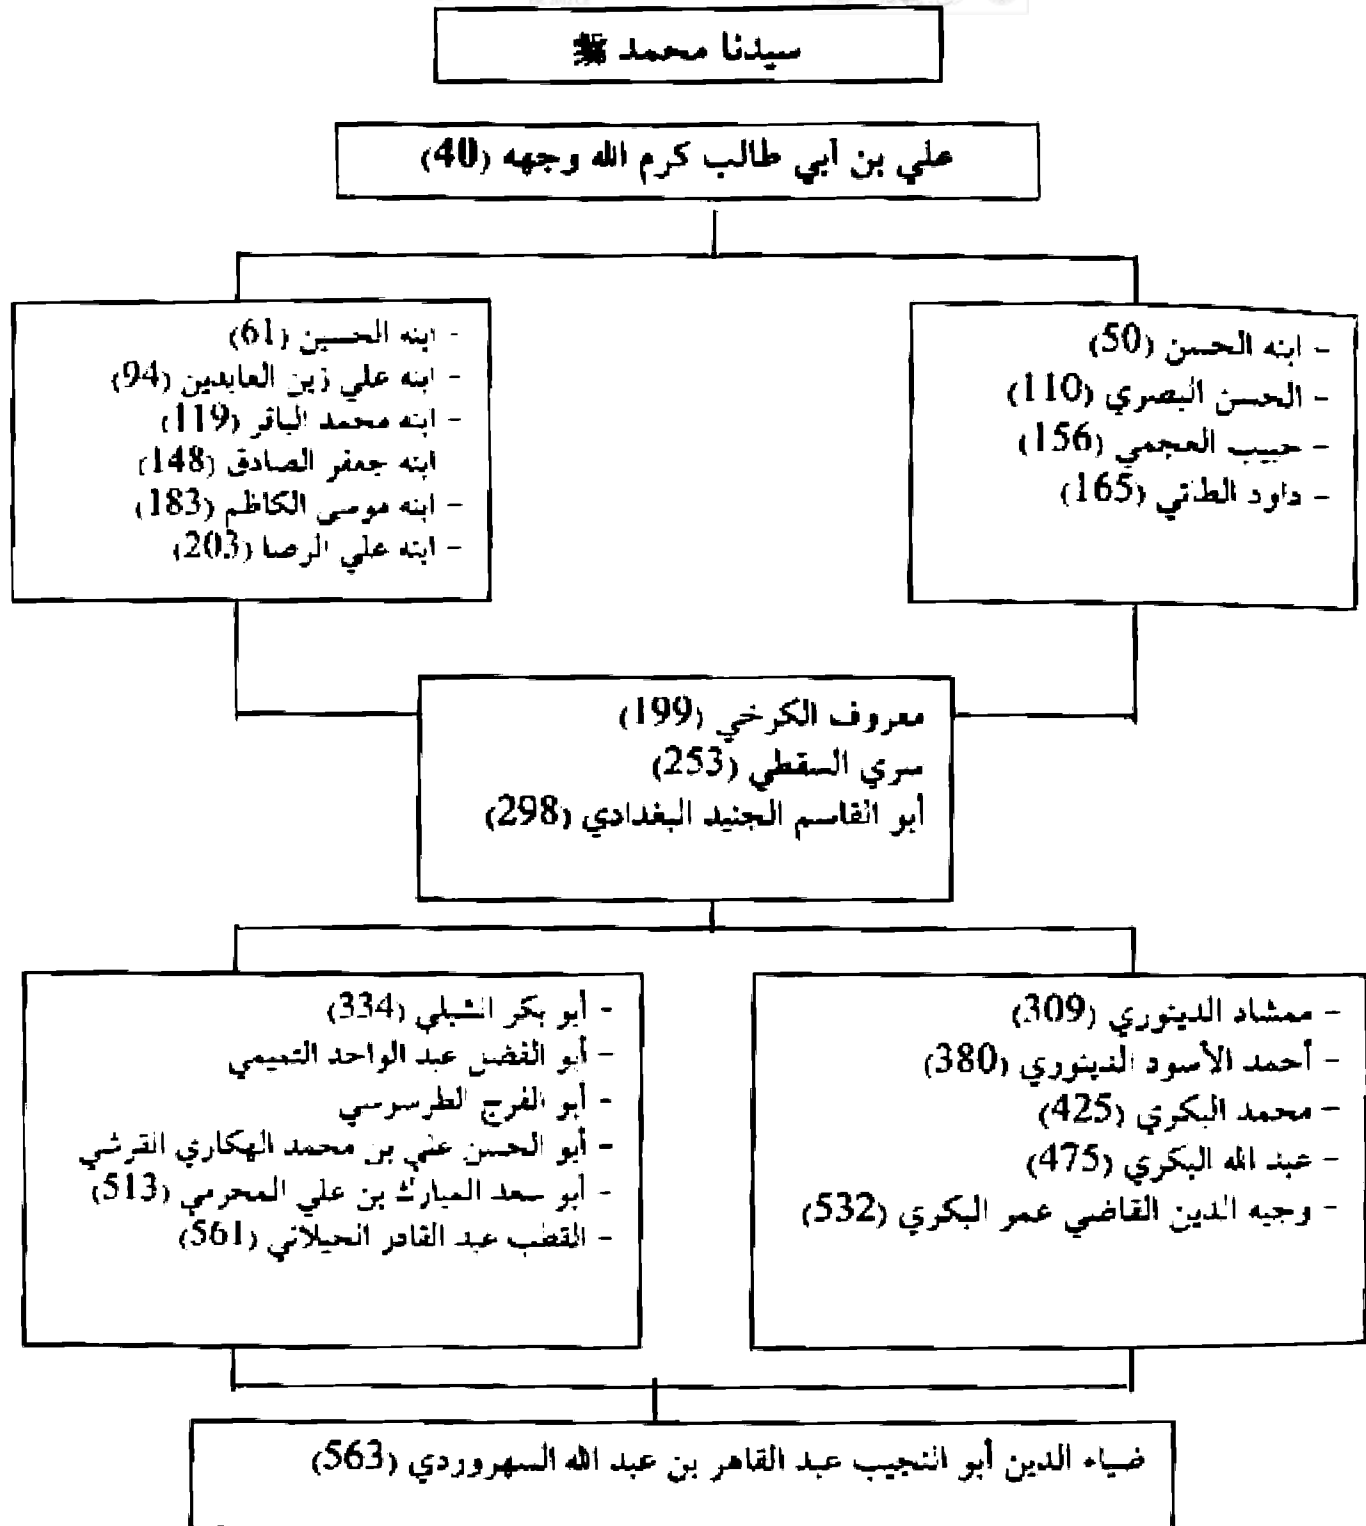 سيدنا محمد ﷺ
علي بن أبي طالب كرم الله وجهه (40)
- ابنه الحسن (50)
- الحسن البصري (110)
- حبيب العجمي (156)
- داود الطائي (165)
- ابنه الحسين (61)
- ابنه علي زين العابدين (94)
- ابنه محمد الباقر (119)
ابنه جعفر الصادق (148)
- ابنه موسى الكاظم (183)
- ابنه علي الرضا (203)
معروف الكرخي (199)
سري السقطي (253)
أبو القاسم الجنيد البغدادي (298)
- ممشاد الدينوري (309)
- أحمد الأسود الدينوري (380)
- محمد البكري (425)
- عبد الله البكري (475)
- وجيه الدين القاضي عمر البكري (532)
- أبو بكر الشبلي (334)
- أبو الفضل عبد الواحد التميمي
- أبو الفرج الطرسوسي
- أبو الحسن علي بن محمد الهكاري القرشي
- أبو سعد المبارك بن علي المخرمي (513)
- القطب عبد القادر الجيلاني (561)
ضياء الدين أبو النجيب عبد القاهر بن عبد الله السهروردي (563)